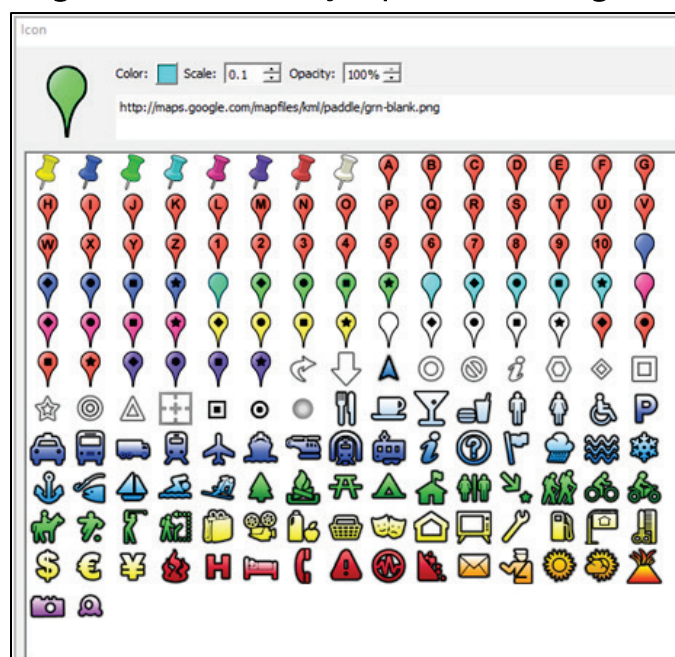 Icon
Color: Scale: 0.1 Opacity: 100%
http://maps.google.com/mapfiles/kml/paddle/grn-blank.png
A B C D E F G
H I J K L M N O P Q R S T U V
W X Y Z 1 2 3 4 5 6 7 8 9 10
i
P
i ?
$ € ¥ H !